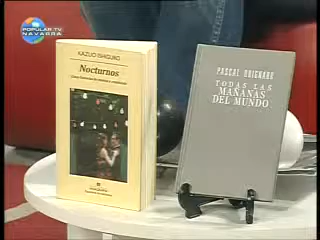 POPULAR TV
NAVARRA
KAZUO ISHIGURO
Nocturnos
PASCAL QUIGNARD
TODAS LAS
MAÑANAS
DEL MUNDO